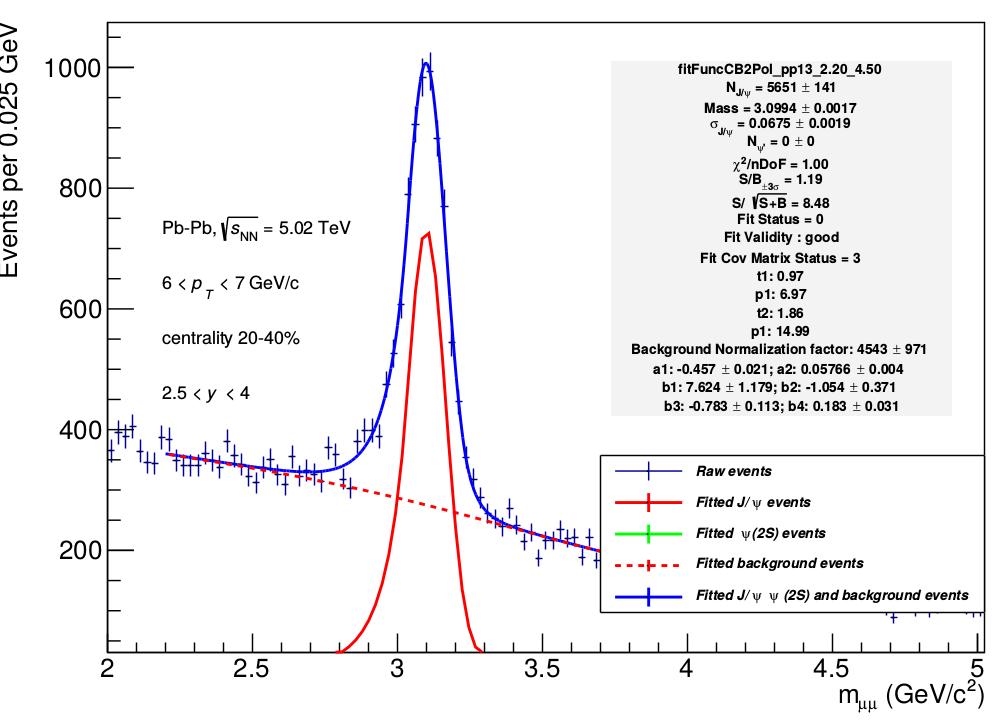 Events per 0.025 GeV
1000
800
600
400
200
2
2.5
3
3.5
4
4.5
5
m_μμ (GeV/c²)
Pb-Pb, √s_NN = 5.02 TeV
6 < p_T < 7 GeV/c
centrality 20-40%
2.5 < y < 4
fitFuncCB2Pol_pp13_2.20_4.50
N_J/ψ = 5651 ± 141
Mass = 3.0994 ± 0.0017
σ_J/ψ = 0.0675 ± 0.0019
N_ψ' = 0 ± 0
χ²/nDoF = 1.00
S/B_±3σ = 1.19
S/ √S+B = 8.48
Fit Status = 0
Fit Validity : good
Fit Cov Matrix Status = 3
t1: 0.97
p1: 6.97
t2: 1.86
p1: 14.99
Background Normalization factor: 4543 ± 971
a1: -0.457 ± 0.021; a2: 0.05766 ± 0.004
b1: 7.624 ± 1.179; b2: -1.054 ± 0.371
b3: -0.783 ± 0.113; b4: 0.183 ± 0.031
Raw events
Fitted J/ψ events
Fitted ψ(2S) events
Fitted background events
Fitted J/ψ ψ (2S) and background events